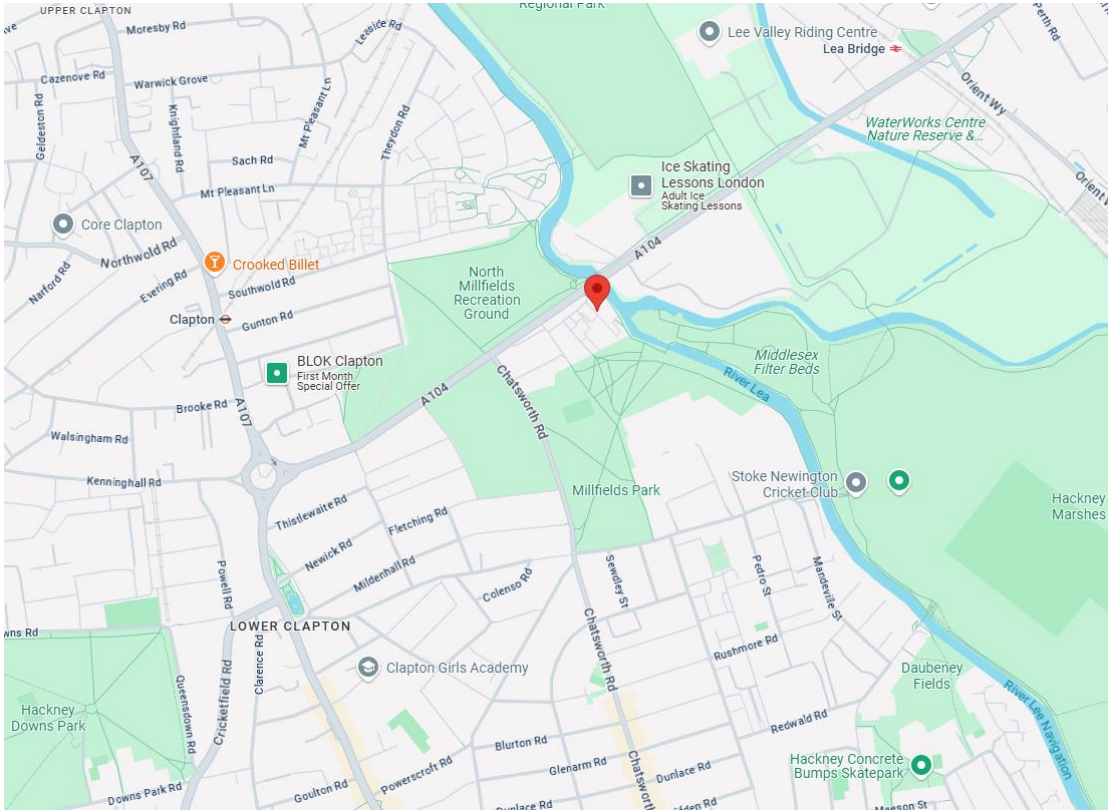 UPPER CLAPTON
Regional Park
Moresby Rd
Leaside Rd
Lee Valley Riding Centre
Lea Bridge
Perth Rd
Cazenove Rd
Warwick Grove
Mt Pleasant Ln
Orient Wy
Geldeston Rd
Knightland Rd
A107
Theydon Rd
WaterWorks Centre
Nature Reserve &...
Sach Rd
Ice Skating
Lessons London
Adult Ice
Skating Lessons
Mt Pleasant Ln
Core Clapton
Northwold Rd
A104
Crooked Billet
Narford Rd
Evering Rd
Southwold Rd
North
Millfields
Recreation
Ground
Clapton
Gunton Rd
BLOK Clapton
First Month
Special Offer
Middlesex
Filter Beds
A104
Chatsworth Rd
River Lea
Brooke Rd
A107
Walsingham Rd
Kenninghall Rd
Stoke Newington
Cricket Club
Millfields Park
Hackney
Marshes
Thistlewaite Rd
Fletching Rd
Newick Rd
Mildenhall Rd
Colenso Rd
Sewdley St
Pedro St
Mandeville St
Powell Rd
LOWER CLAPTON
Chatsworth Rd
Clarence Rd
Cricketfield Rd
Queensdown Rd
Clapton Girls Academy
Rushmore Rd
Daubeney
Fields
Hackney
Downs Park
River Lee Navigation
Redwald Rd
Blurton Rd
Hackney Concrete
Bumps Skatepark
Glenarm Rd
Chatsworth
Dunlace Rd
Powerscroft Rd
Goulton Rd
Downs Park Rd
Dunlace Rd